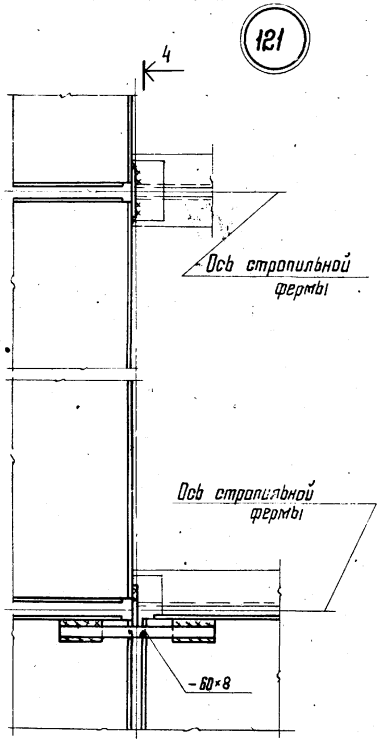 121
4
Ось стропильной
фермы
Ось стропильной
фермы
- 60×8